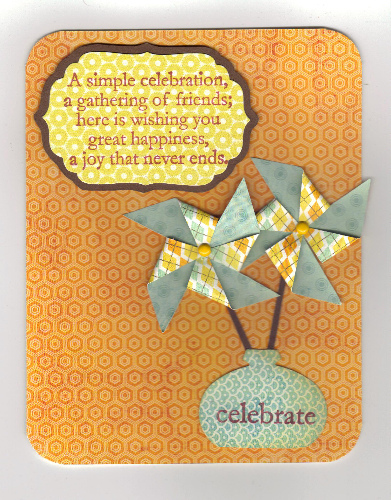 A simple celebration,
a gathering of friends;
here is wishing you
great happiness,
a joy that never ends.
celebrate